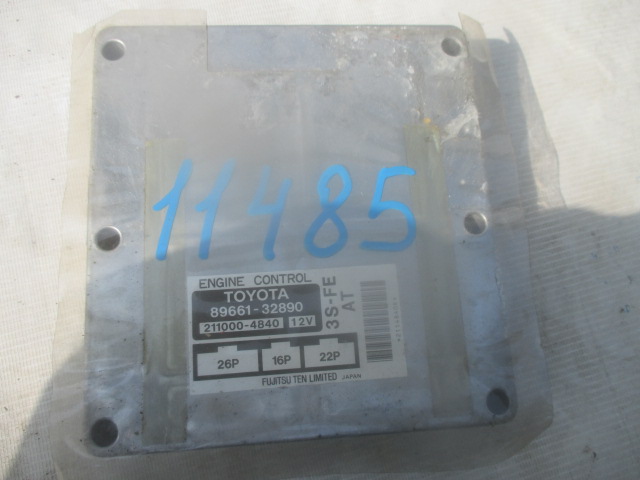 11485
ENGINE CONTROL
TOYOTA
89661-32890
211000-4840 12V
3S-FE
AT
26P 16P 22P
FUJITSU TEN LIMITED JAPAN